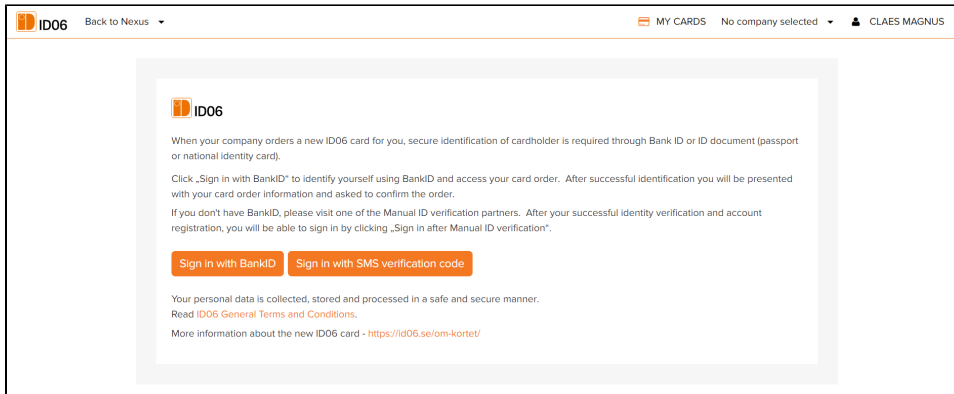 ID06 Back to Nexus MY CARDS No company selected CLAES MAGNUS
ID06
When your company orders a new ID06 card for you, secure identification of cardholder is required through Bank ID or ID document (passport
or national identity card).
Click „Sign in with BankID“ to identify yourself using BankID and access your card order. After successful identification you will be presented
with your card order information and asked to confirm the order.
If you don't have BankID, please visit one of the Manual ID verification partners. After your successful identity verification and account
registration, you will be able to sign in by clicking „Sign in after Manual ID verification“.
Sign in with BankID Sign in with SMS verification code
Your personal data is collected, stored and processed in a safe and secure manner.
Read ID06 General Terms and Conditions.
More information about the new ID06 card - https://id06.se/om-kortet/